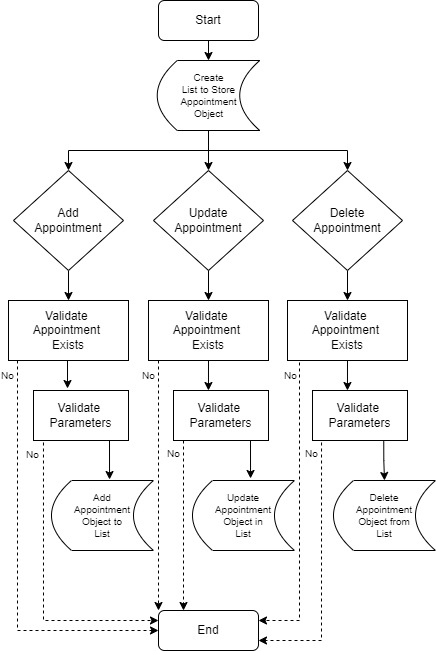 Start
Create
List to Store
Appointment
Object
Add
Appointment
Update
Appointment
Delete
Appointment
Validate
Appointment
Exists
Validate
Appointment
Exists
Validate
Appointment
Exists
No
No
No
Validate
Parameters
Validate
Parameters
Validate
Parameters
No
No
No
Add
Appointment
Object to
List
Update
Appointment
Object in
List
Delete
Appointment
Object from
List
End